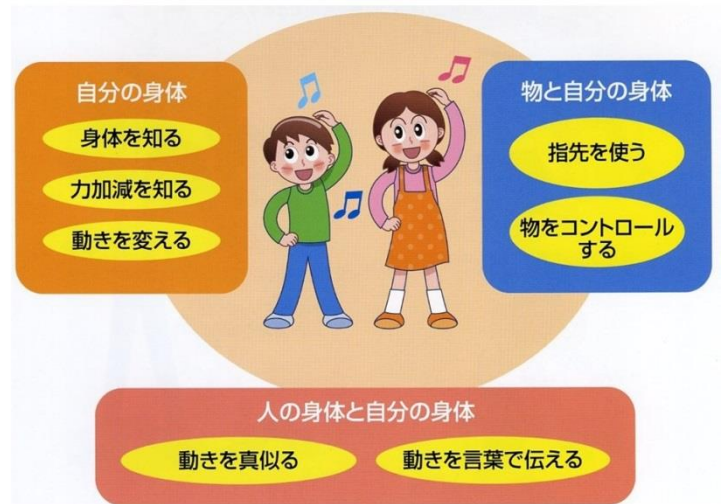 自分の身体
身体を知る
力加減を知る
動きを変える
物と自分の身体
指先を使う
物をコントロール
する
人の身体と自分の身体
動きを真似る
動きを言葉で伝える